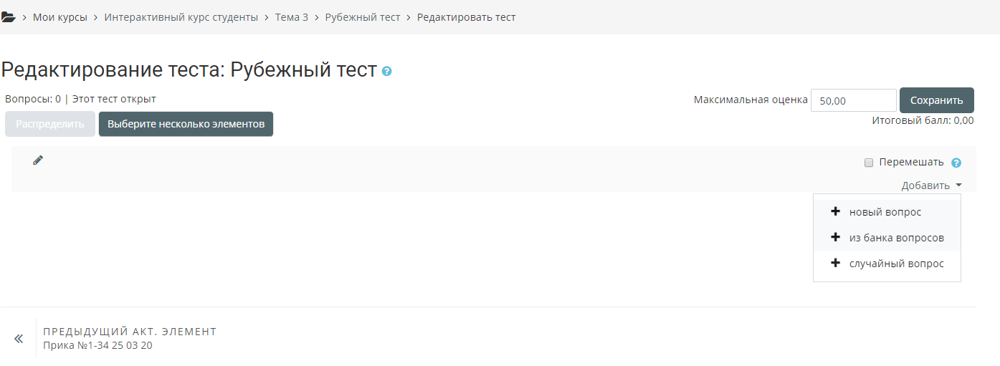 Мои курсы > Интерактивный курс студенты > Тема 3 > Рубежный тест > Редактировать тест
Редактирование теста: Рубежный тест
Вопросы: 0 | Этот тест открыт
Максимальная оценка 50,00 Сохранить
Итоговый балл: 0,00
Распределить Выберите несколько элементов
Перемешать
Добавить
новый вопрос
из банка вопросов
случайный вопрос
ПРЕДЫДУЩИЙ АКТ. ЭЛЕМЕНТ
Прика №1-34 25 03 20